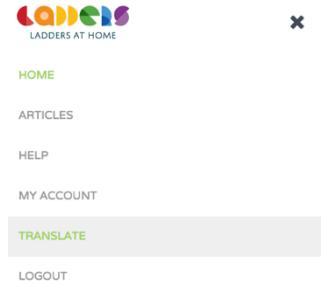 LADDERS
LADDERS AT HOME
HOME
ARTICLES
HELP
MY ACCOUNT
TRANSLATE
LOGOUT